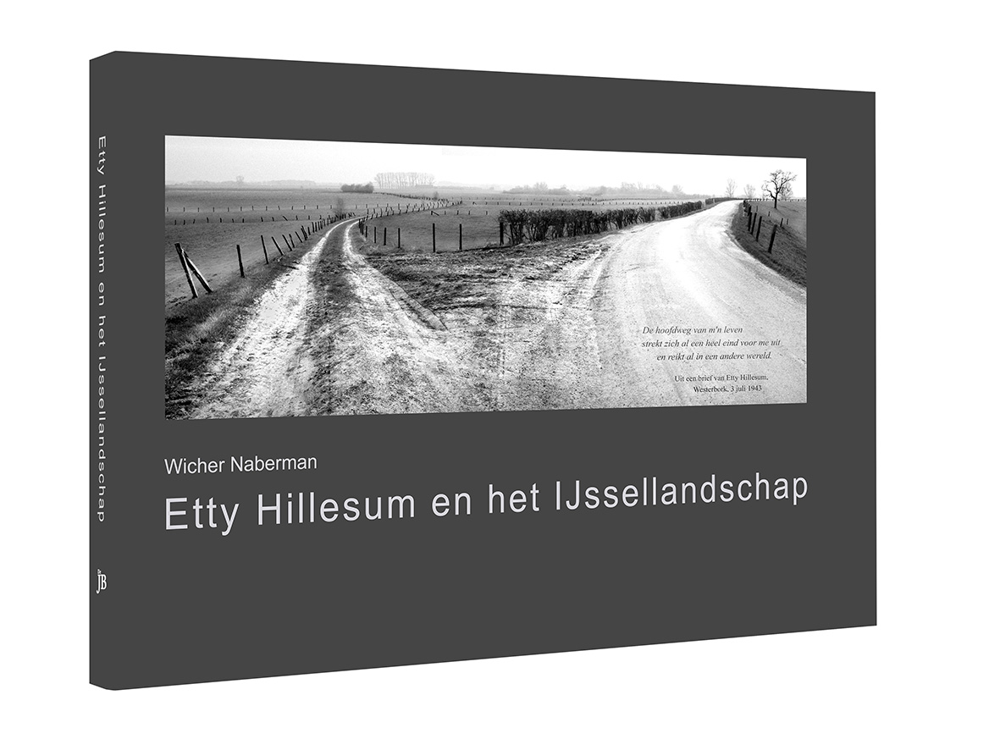 Etty Hillesum en het IJssellandschap
JB
De hoofdweg van m'n leven
strekt zich al een heel eind voor me uit
en reikt al in een andere wereld.
Uit een brief van Etty Hillesum,
Westerbork, 3 juli 1943
Wicher Naberman
Etty Hillesum en het IJssellandschap